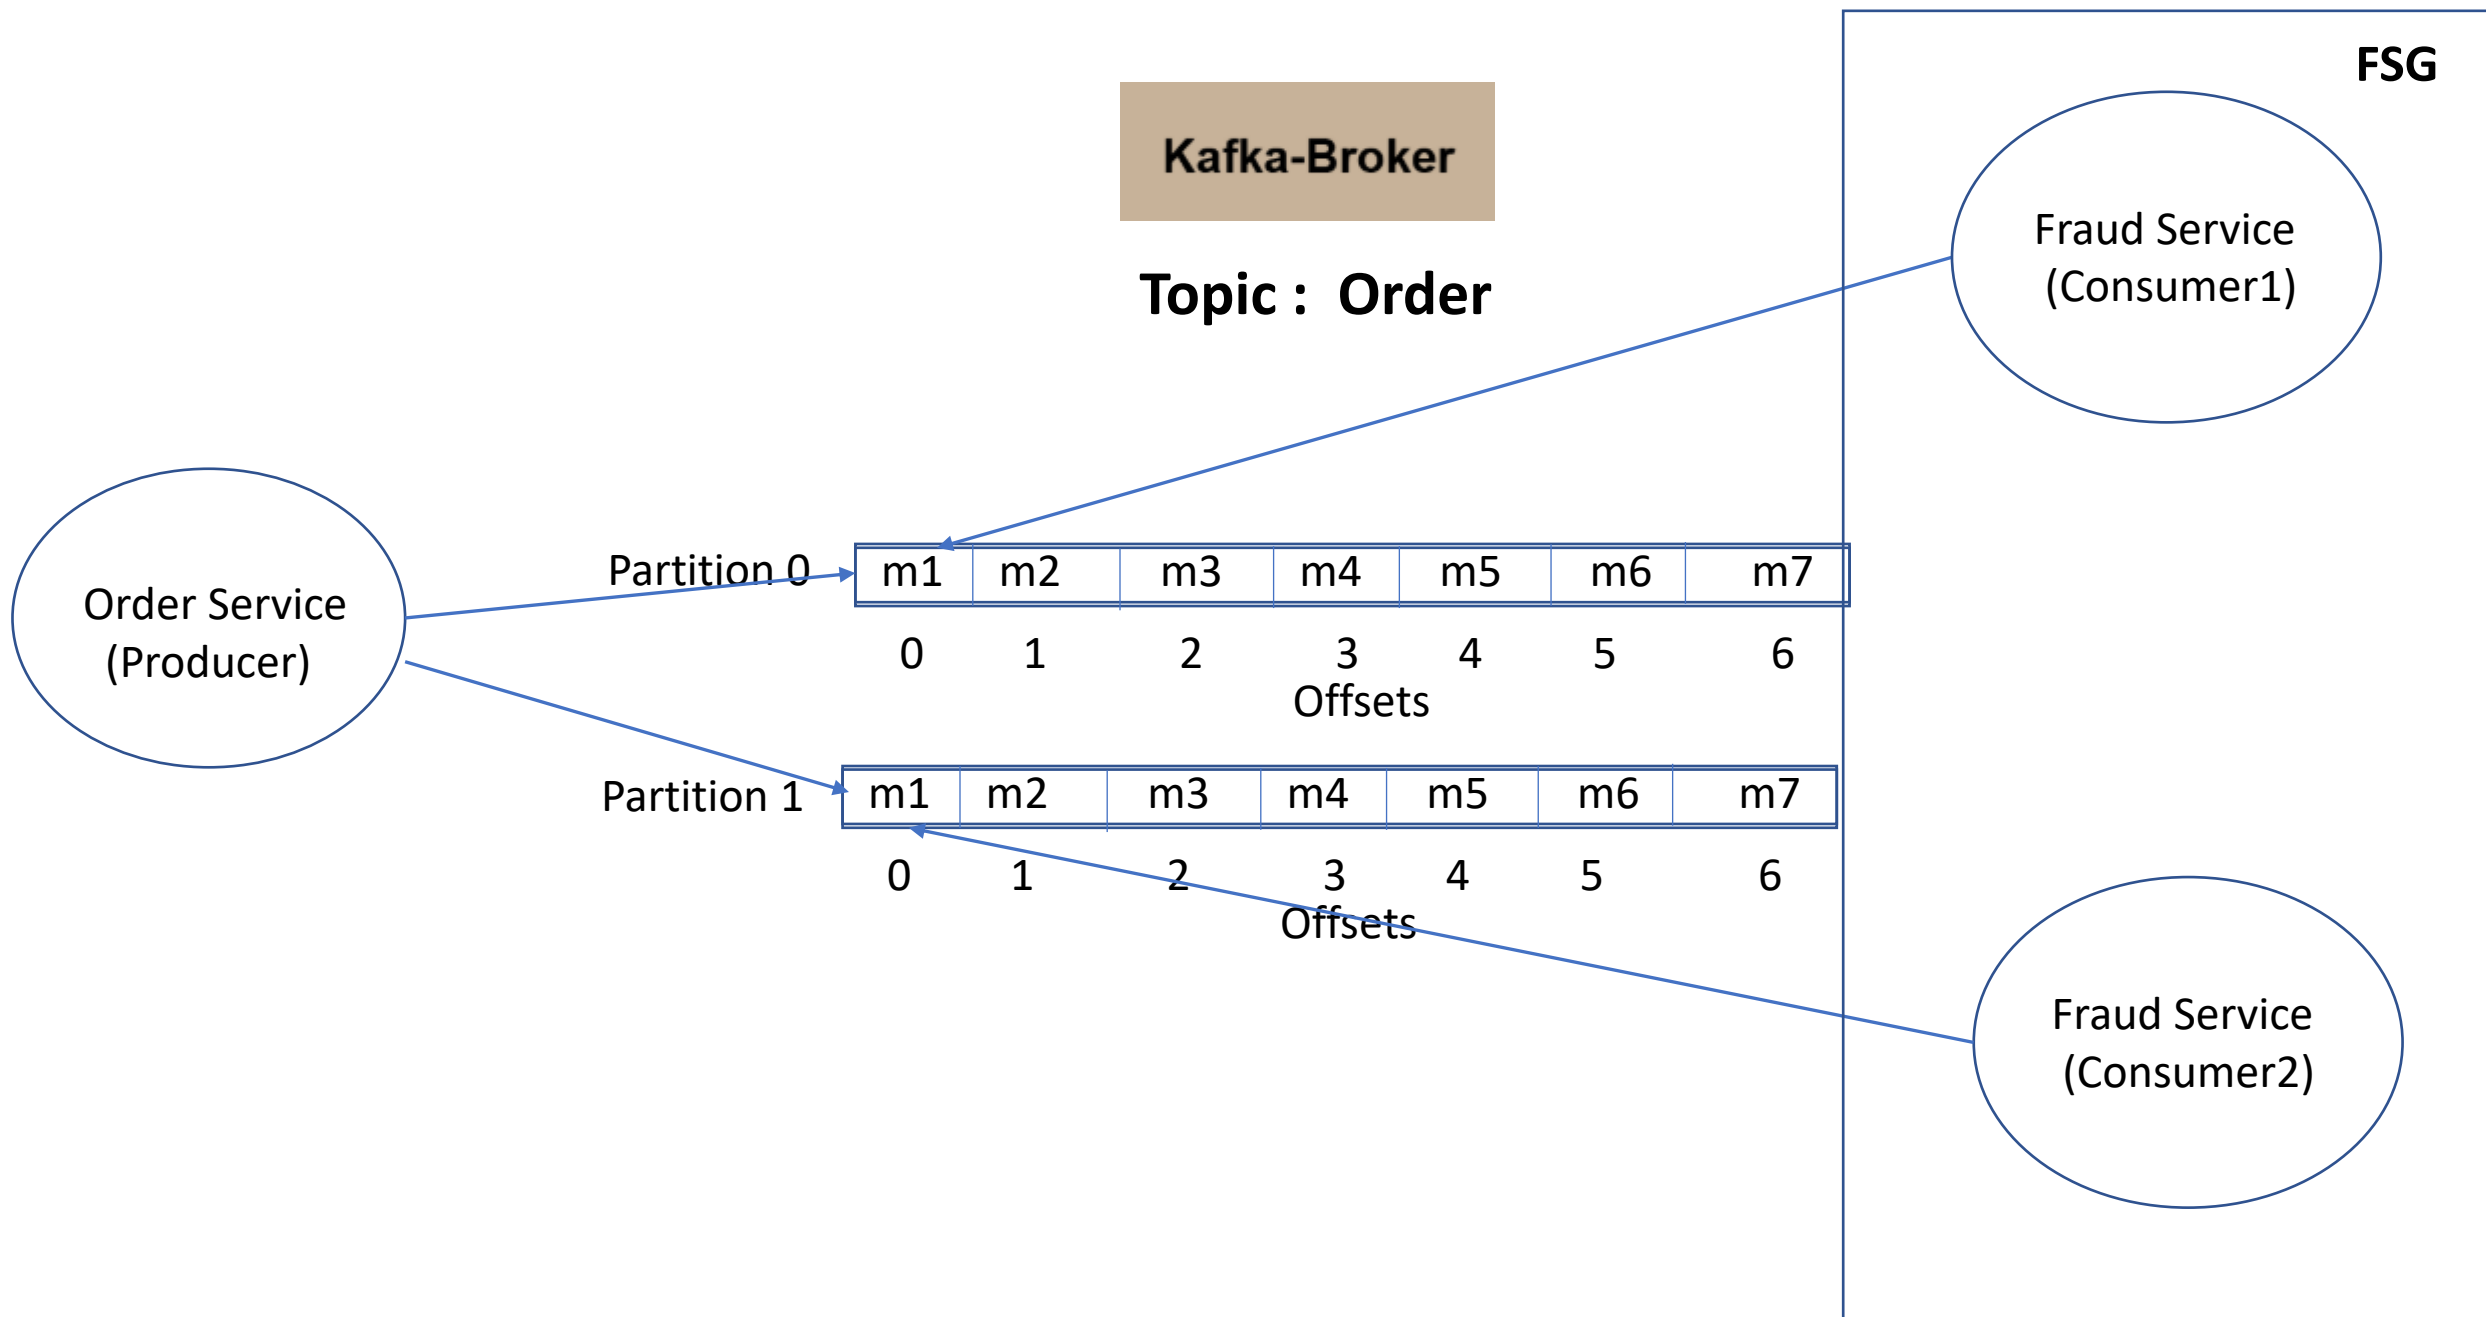 FSG
Kafka-Broker
Topic : Order
Fraud Service
(Consumer1)
Order Service
(Producer)
Partition 0
m1 m2 m3 m4 m5 m6 m7
0 1 2 3 4 5 6
Offsets
Partition 1
m1 m2 m3 m4 m5 m6 m7
0 1 2 3 4 5 6
Offsets
Fraud Service
(Consumer2)